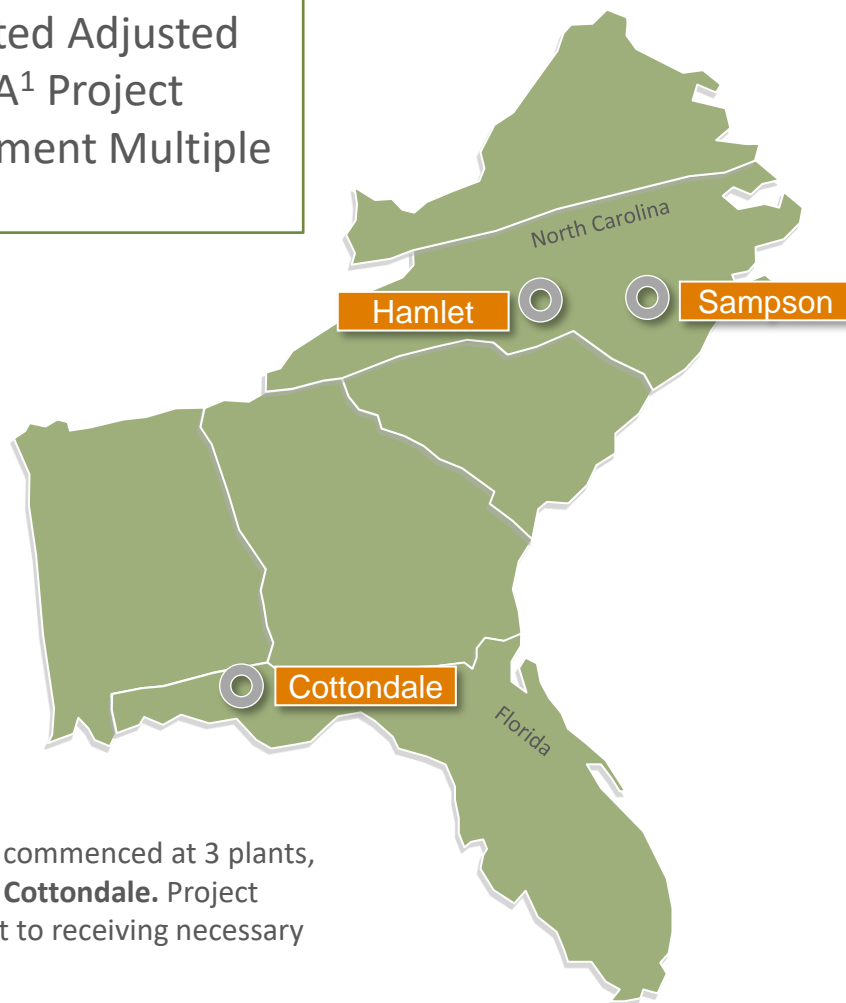 ted Adjusted
A¹ Project
ment Multiple
North Carolina
Hamlet
Sampson
Cottondale
Florida
commenced at 3 plants,
Cottondale. Project
t to receiving necessary